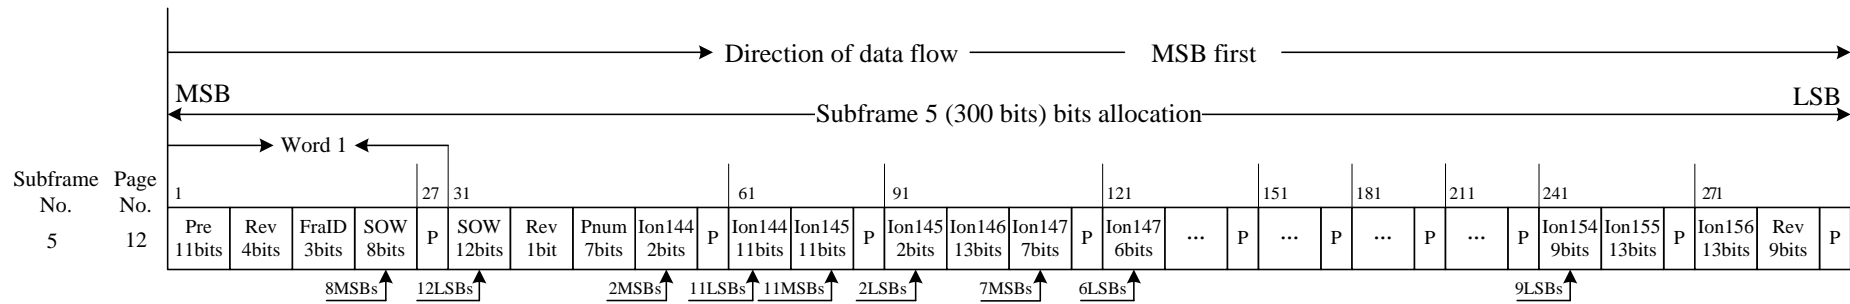 Direction of data flow MSB first
MSB LSB
Subframe 5 (300 bits) bits allocation
Word 1
Subframe No. Page No. 1 27 31 61 91 121 151 181 211 241 271
5 12 Pre 11bits Rev 4bits FraID 3bits SOW 8bits P SOW 12bits Rev 1bit Pnum 7bits Ion144 2bits P Ion144 11bits Ion145 11bits P Ion145 2bits Ion146 13bits Ion147 7bits P Ion147 6bits ... P ... P ... P ... P Ion154 9bits Ion155 13bits P Ion156 13bits Rev 9bits P
8MSBs 12LSBs 2MSBs 11LSBs 11MSBs 2LSBs 7MSBs 6LSBs 9LSBs